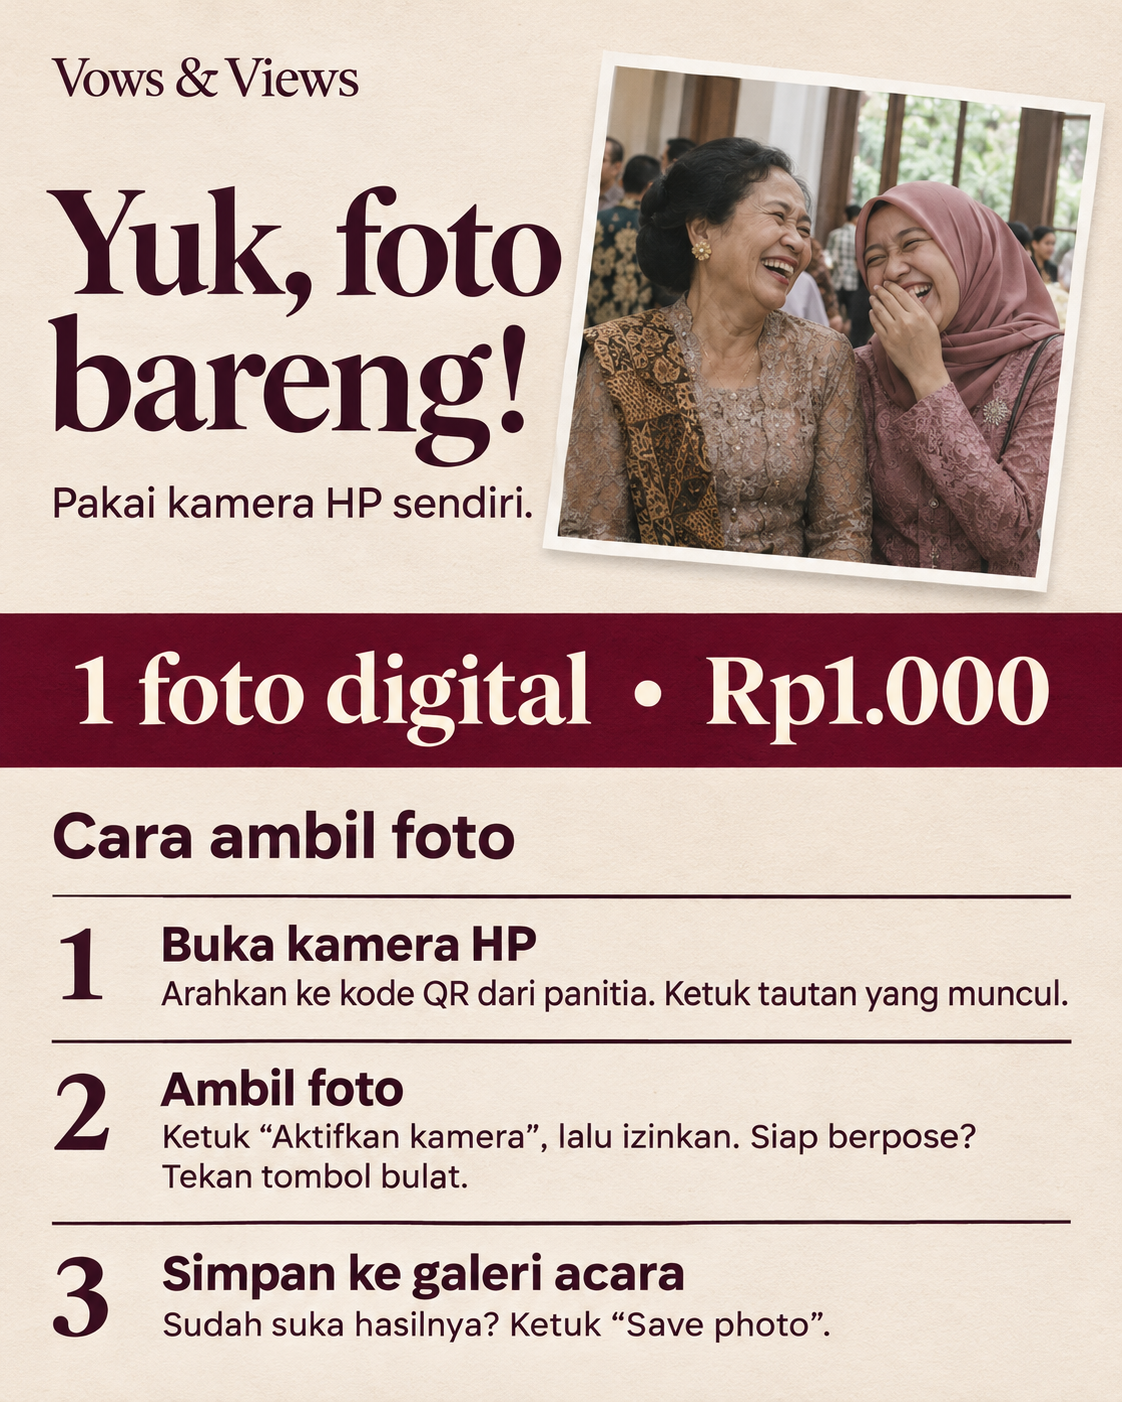 Vows & Views
Yuk, foto
bareng!
Pakai kamera HP sendiri.
1 foto digital • Rp1.000
Cara ambil foto
1
Buka kamera HP
Arahkan ke kode QR dari panitia. Ketuk tautan yang muncul.
2
Ambil foto
Ketuk “Aktifkan kamera”, lalu izinkan. Siap berpose?
Tekan tombol bulat.
3
Simpan ke galeri acara
Sudah suka hasilnya? Ketuk “Save photo”.